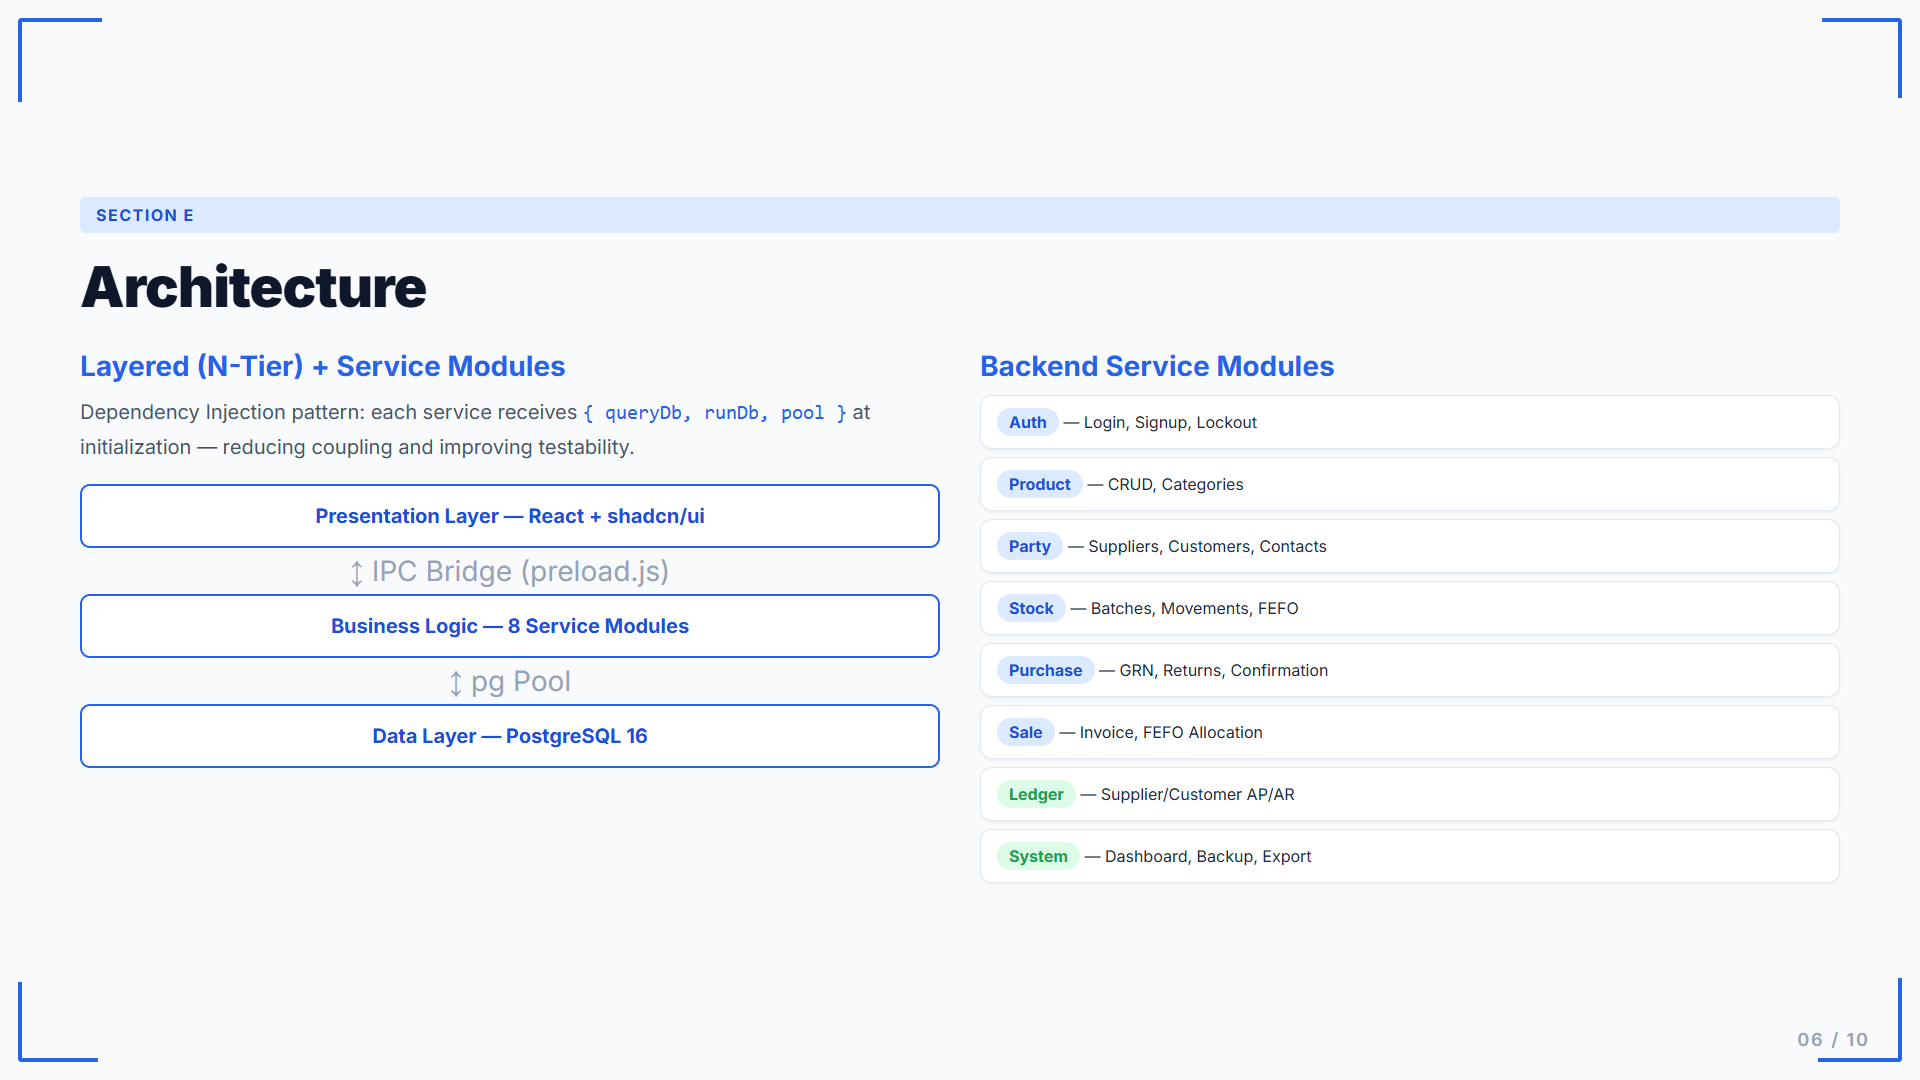 SECTION E
Architecture
Layered (N-Tier) + Service Modules
Dependency Injection pattern: each service receives { queryDb, runDb, pool } at
initialization — reducing coupling and improving testability.
Presentation Layer — React + shadcn/ui
↕ IPC Bridge (preload.js)
Business Logic — 8 Service Modules
↕ pg Pool
Data Layer — PostgreSQL 16
Backend Service Modules
Auth — Login, Signup, Lockout
Product — CRUD, Categories
Party — Suppliers, Customers, Contacts
Stock — Batches, Movements, FEFO
Purchase — GRN, Returns, Confirmation
Sale — Invoice, FEFO Allocation
Ledger — Supplier/Customer AP/AR
System — Dashboard, Backup, Export
06 / 10